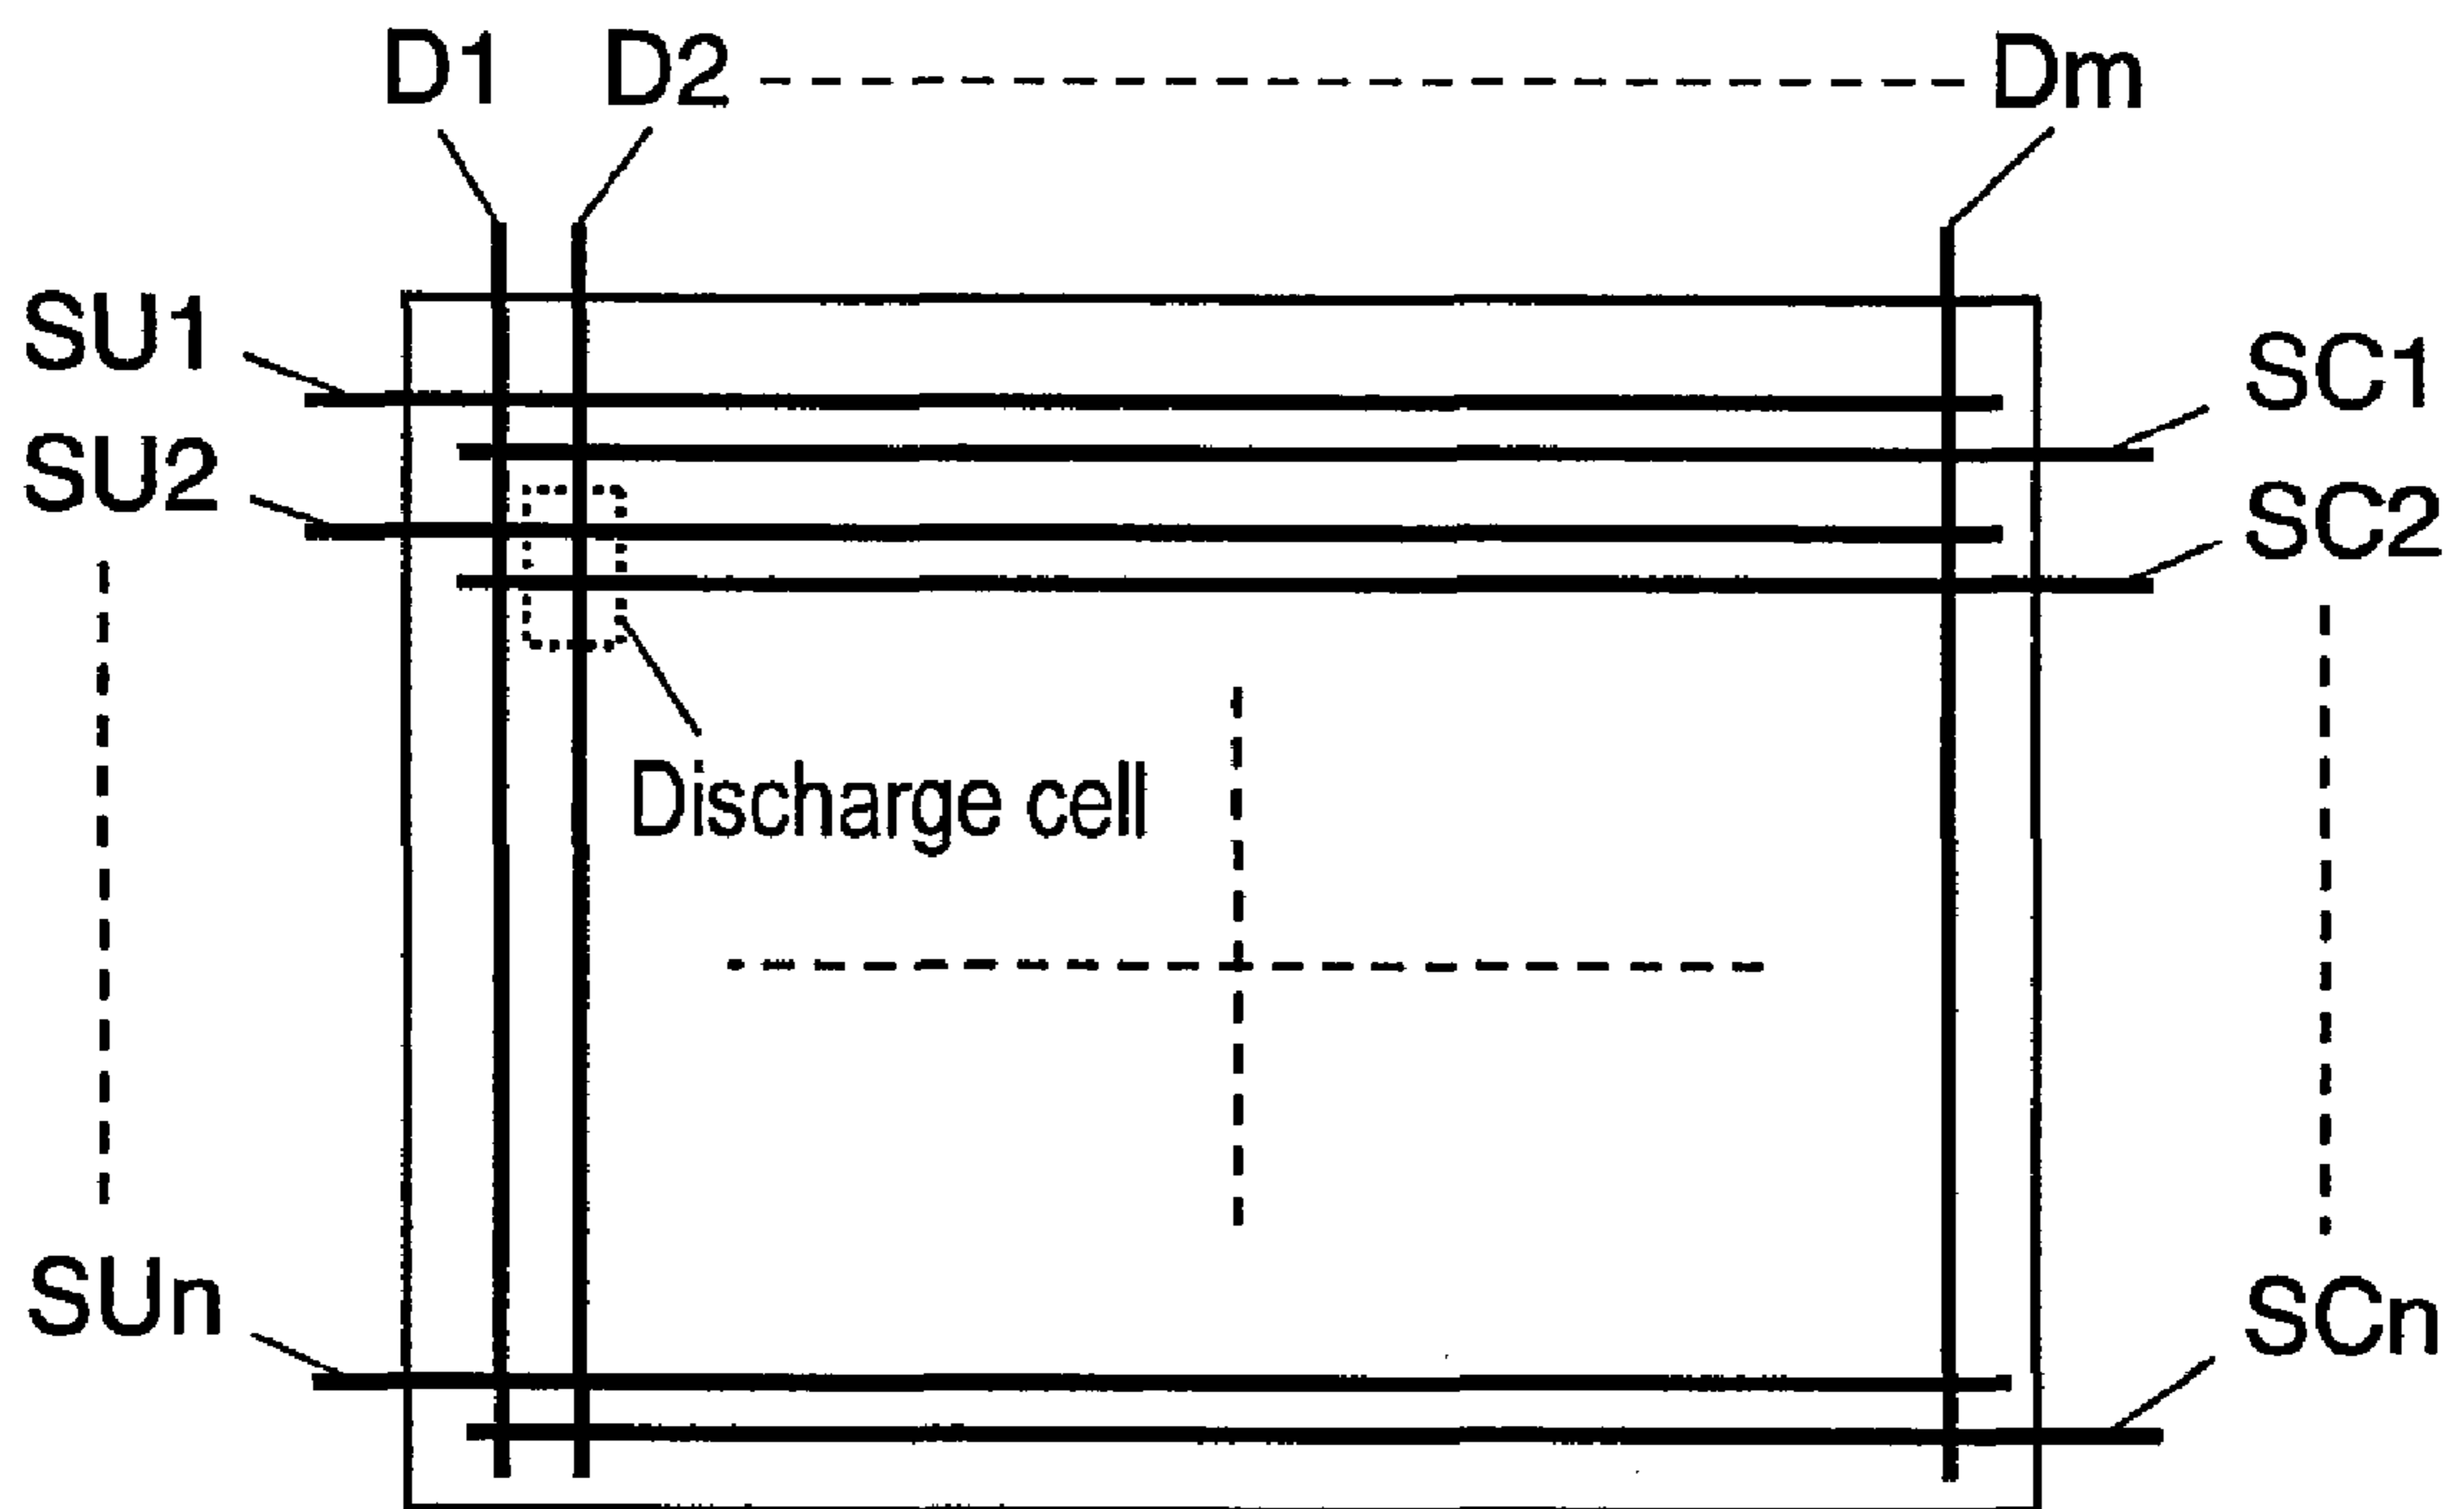 D1 D2 Dm
SU1
SC1
SU2
SC2
Discharge cell
SUn
SCn